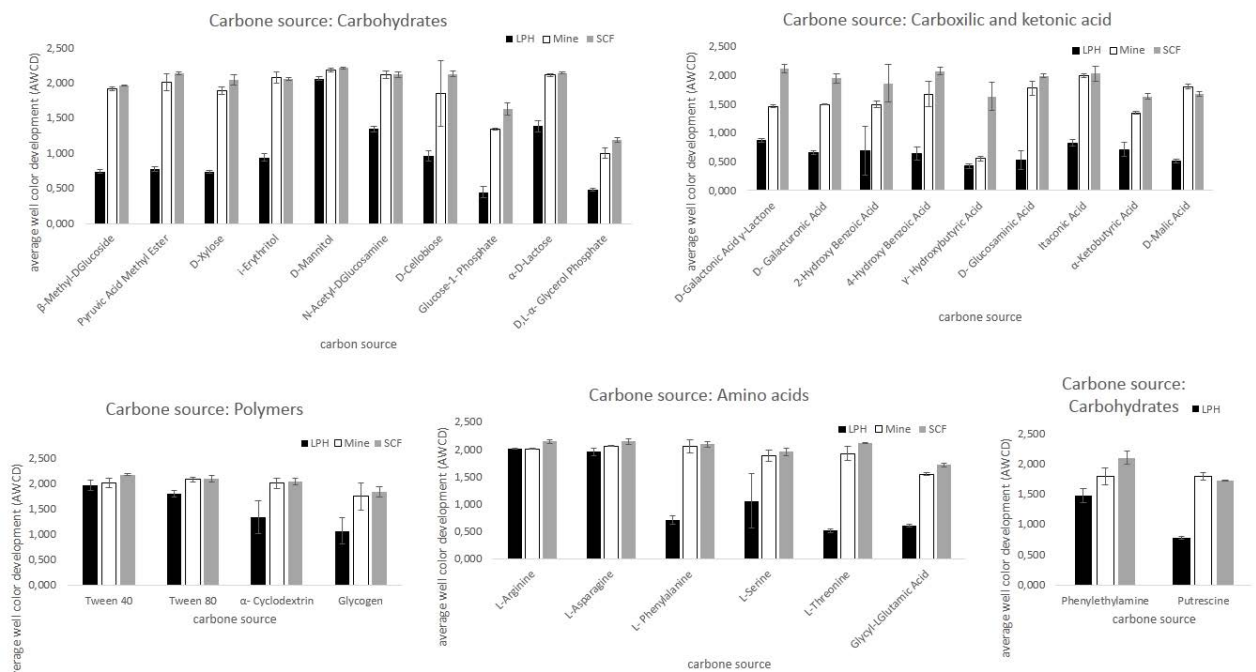 Carbone source: Carbohydrates
LPH Mine SCF
average well color development (AWCD)
2,500
2,000
1,500
1,000
0,500
0,000
β-Methyl-DGlucoside
Pyruvic Acid Methyl Ester
D-Xylose
i-Erythritol
D-Mannitol
N-Acetyl-DGlucosamine
D-Cellobiose
Glucose-1- Phosphate
α-D-Lactose
D,L-α- Glycerol Phosphate
carbon source
Carbone source: Carboxilic and ketonic acid
LPH Mine SCF
average well color development (AWCD)
2,500
2,000
1,500
1,000
0,500
0,000
D-Galactonic Acid γ-Lactone
D- Galacturonic Acid
2-Hydroxy Benzoic Acid
4-Hydroxy Benzoic Acid
γ- Hydroxybutyric Acid
D- Glucosaminic Acid
Itaconic Acid
α-Ketobutyric Acid
D-Malic Acid
carbone source
Carbone source: Polymers
LPH Mine SCF
average well color development (AWCD)
2,500
2,000
1,500
1,000
0,500
0,000
Tween 40
Tween 80
α- Cyclodextrin
Glycogen
carbone source
Carbone source: Amino acids
LPH Mine SCF
average well color development (AWCD)
2,500
2,000
1,500
1,000
0,500
0,000
L-Arginine
L-Asparagine
L- Phenylalanine
L-Serine
L-Threonine
Glycyl-LGlutamic Acid
carbone source
Carbone source:
Carbohydrates
LPH
average well color development (AWCD)
2,500
2,000
1,500
1,000
0,500
0,000
Phenylethylamine
Putrescine
carbone source